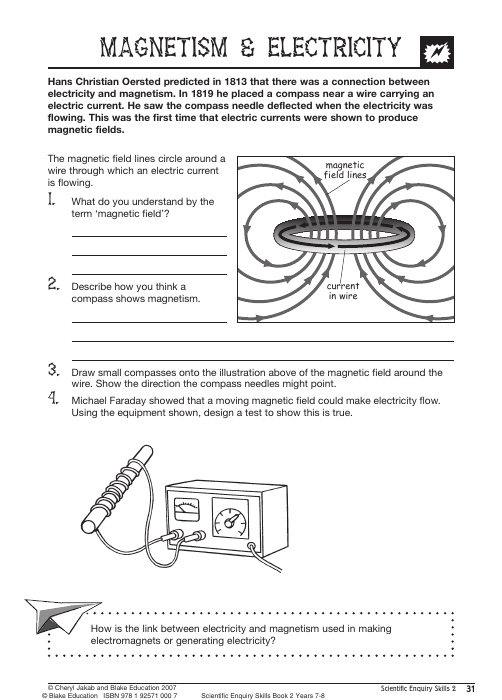 MAGNETISM & ELECTRICITY
Hans Christian Oersted predicted in 1813 that there was a connection between
electricity and magnetism. In 1819 he placed a compass near a wire carrying an
electric current. He saw the compass needle deflected when the electricity was
flowing. This was the first time that electric currents were shown to produce
magnetic fields.
The magnetic field lines circle around a
wire through which an electric current
is flowing.
1. What do you understand by the
term ‘magnetic field’?
2. Describe how you think a
compass shows magnetism.
magnetic
field lines
current
in wire
3. Draw small compasses onto the illustration above of the magnetic field around the
wire. Show the direction the compass needles might point.
4. Michael Faraday showed that a moving magnetic field could make electricity flow.
Using the equipment shown, design a test to show this is true.
How is the link between electricity and magnetism used in making
electromagnets or generating electricity?
© Cheryl Jakab and Blake Education 2007
Scientific Enquiry Skills 2 31
© Blake Education ISBN 978 1 92571 000 7 Scientific Enquiry Skills Book 2 Years 7-8